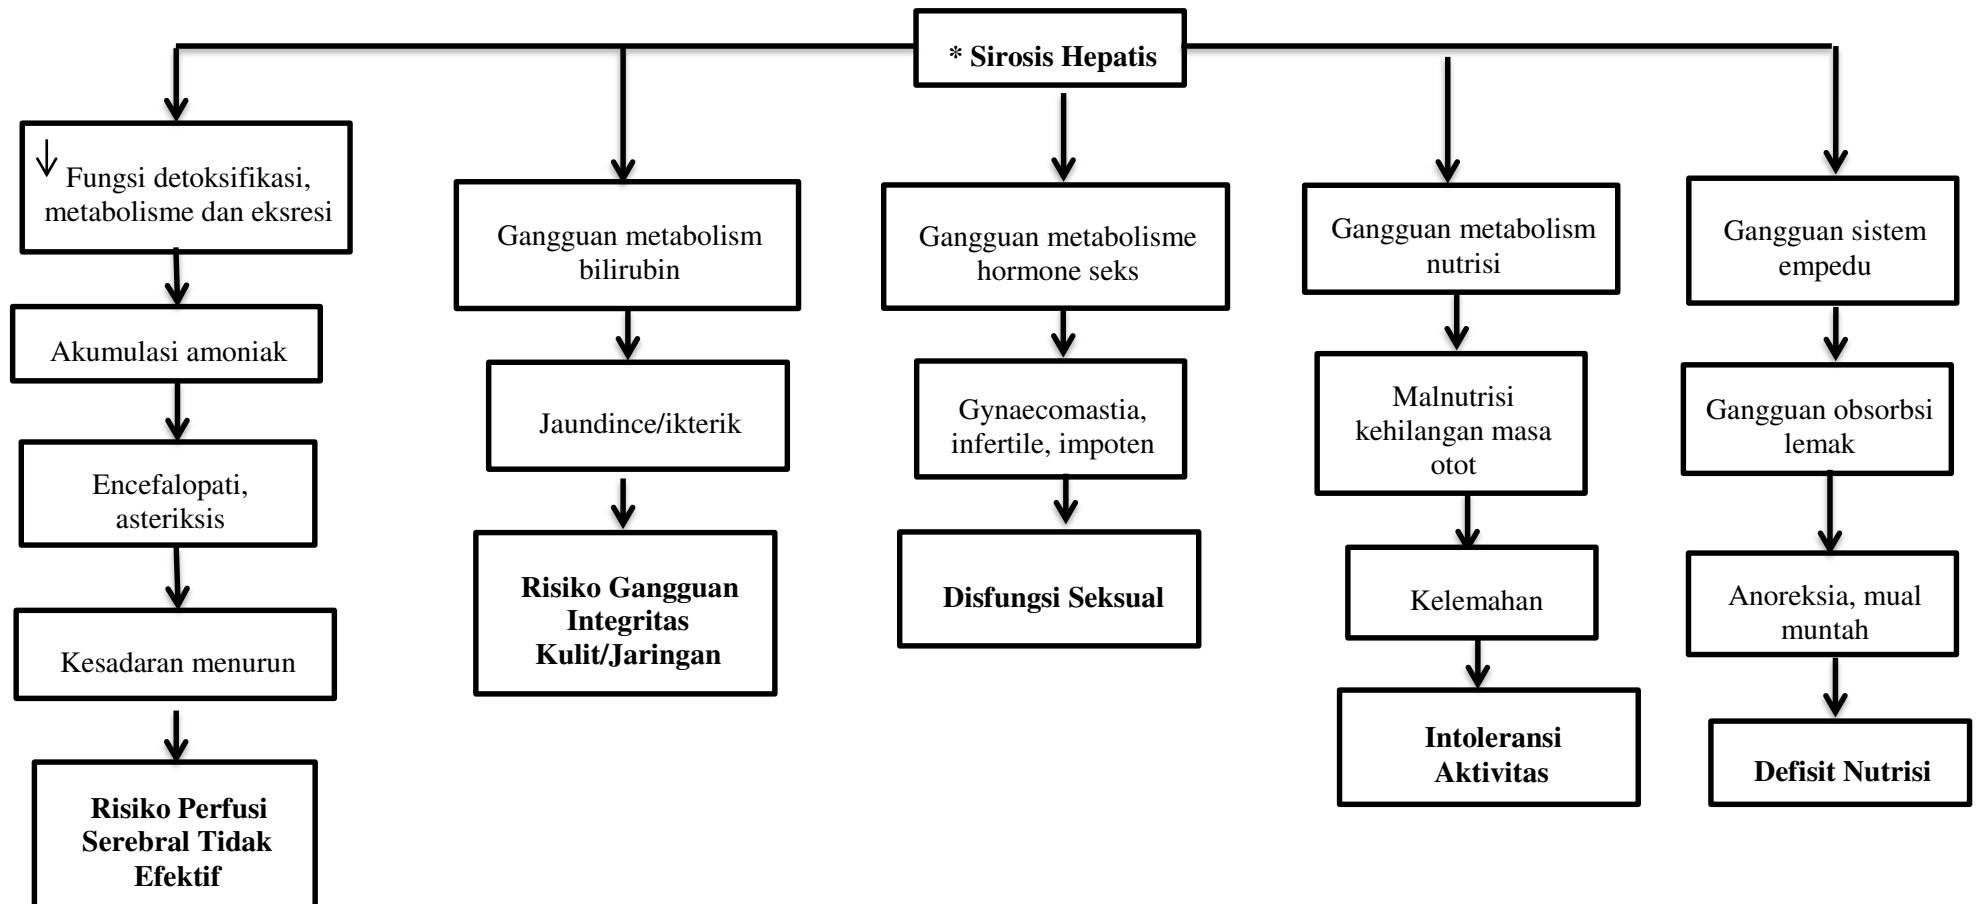 * Sirosis Hepatis
↓
Fungsi detoksifikasi,
metabolisme dan eksresi
Akumulasi amoniak
Encefalopati,
asteriksis
Kesadaran menurun
Risiko Perfusi
Serebral Tidak
Efektif
Gangguan metabolism
bilirubin
Jaundince/ikterik
Risiko Gangguan
Integritas
Kulit/Jaringan
Gangguan metabolisme
hormone seks
Gynaecomastia,
infertile, impoten
Disfungsi Seksual
Gangguan metabolism
nutrisi
Malnutrisi
kehilangan masa
otot
Kelemahan
Intoleransi
Aktivitas
Gangguan sistem
empedu
Gangguan obsorbsi
lemak
Anoreksia, mual
muntah
Defisit Nutrisi